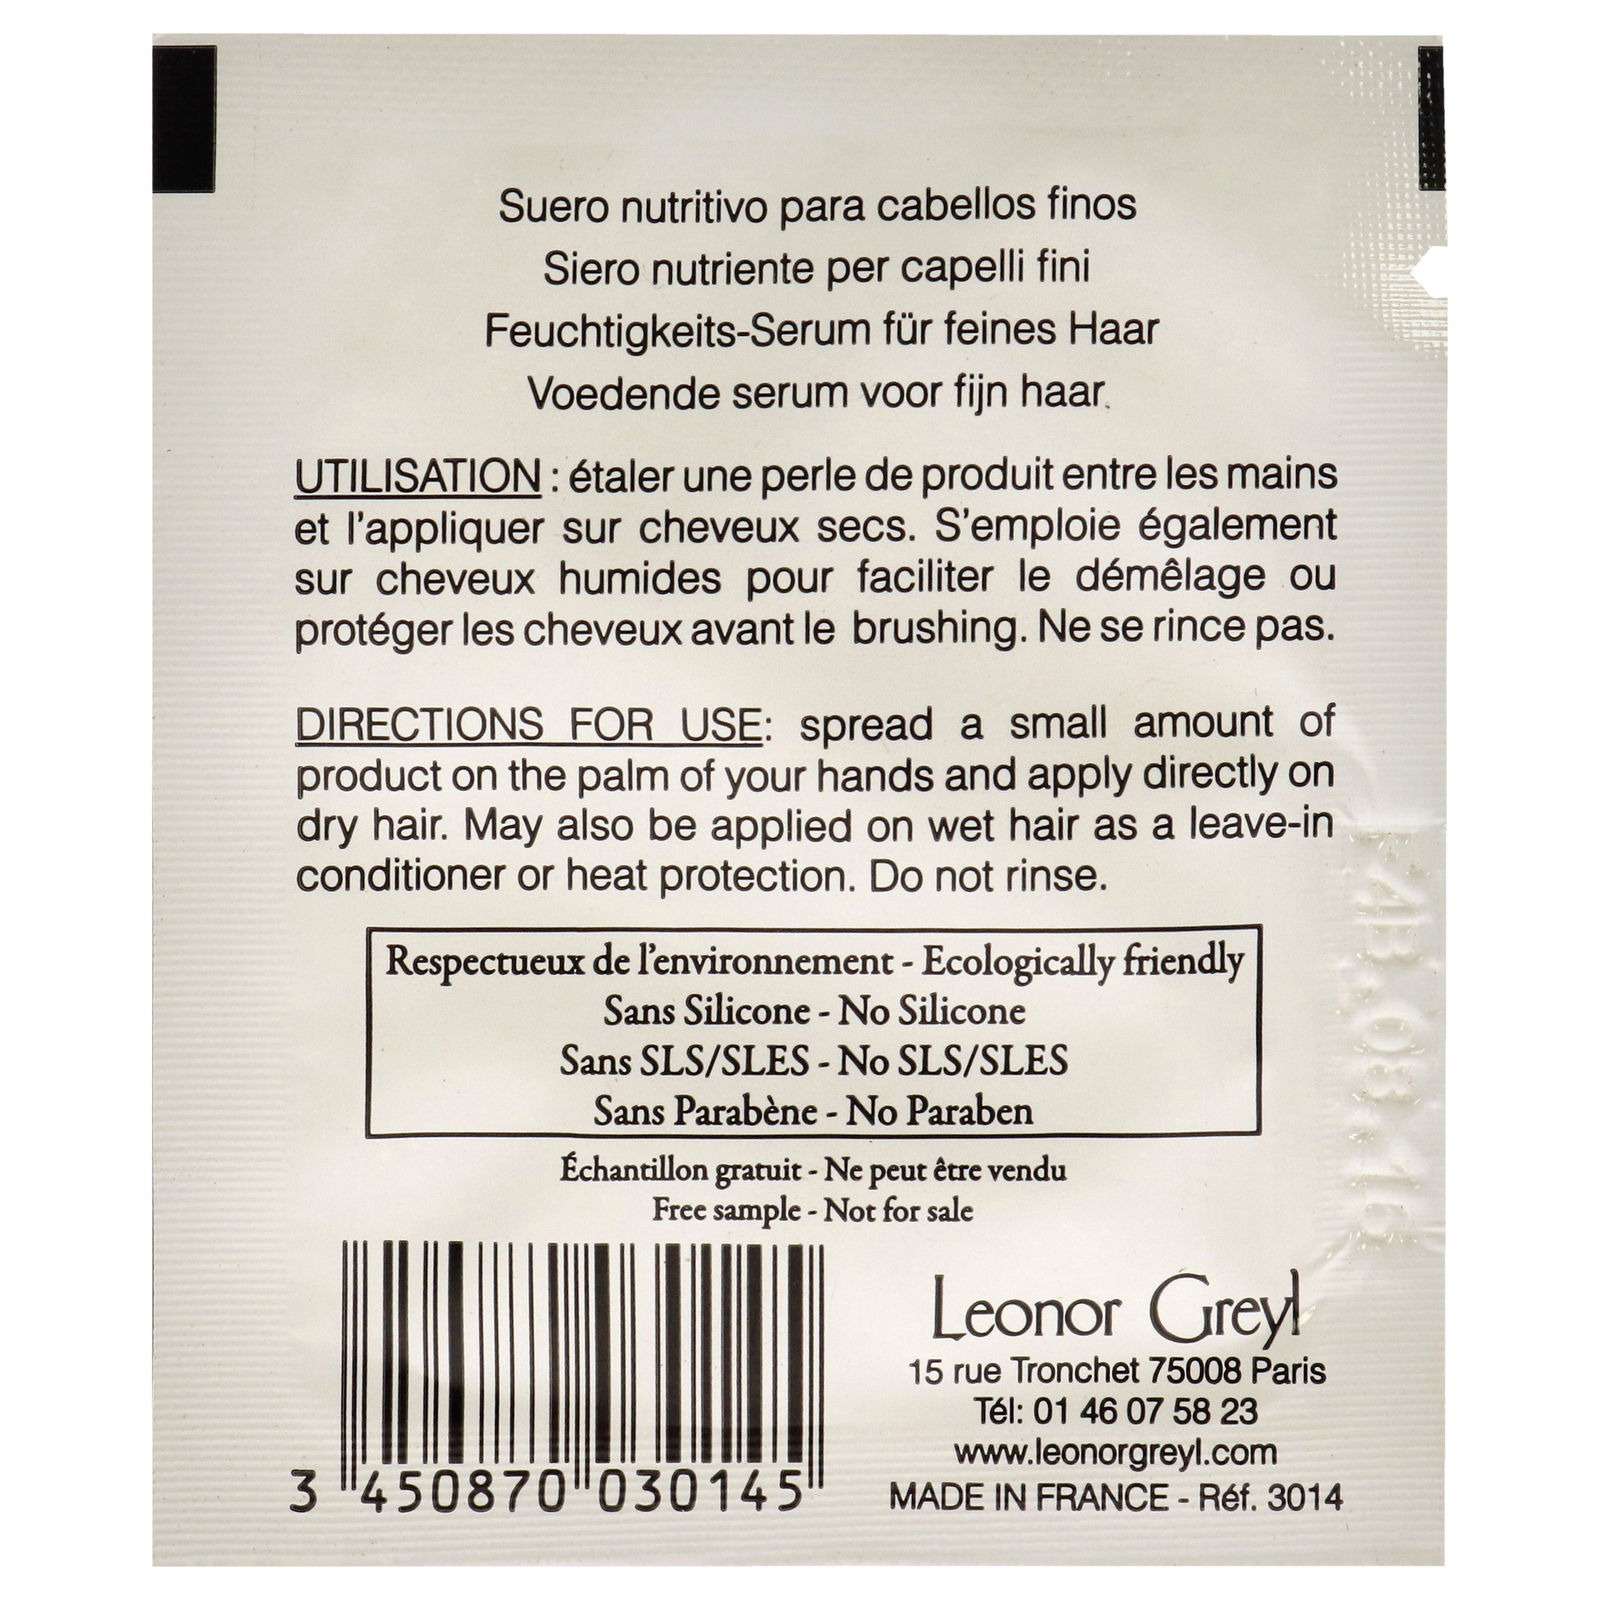 Suero nutritivo para cabellos finos
Siero nutriente per capelli fini
Feuchtigkeits-Serum für feines Haar
Voedende serum voor fijn haar.
UTILISATION : étaler une perle de produit entre les mains
et l'appliquer sur cheveux secs. S'emploie également
sur cheveux humides pour faciliter le démêlage ou
protéger les cheveux avant le brushing. Ne se rince pas.
DIRECTIONS FOR USE: spread a small amount of
product on the palm of your hands and apply directly on
dry hair. May also be applied on wet hair as a leave-in
conditioner or heat protection. Do not rinse.
Respectueux de l'environnement - Ecologically friendly
Sans Silicone - No Silicone
Sans SLS/SLES - No SLS/SLES
Sans Parabène - No Paraben
Échantillon gratuit - Ne peut être vendu
Free sample - Not for sale
3 450870 030145
Leonor Greyl
15 rue Tronchet 75008 Paris
Tél: 01 46 07 58 23
www.leonorgreyl.com
MADE IN FRANCE - Réf. 3014